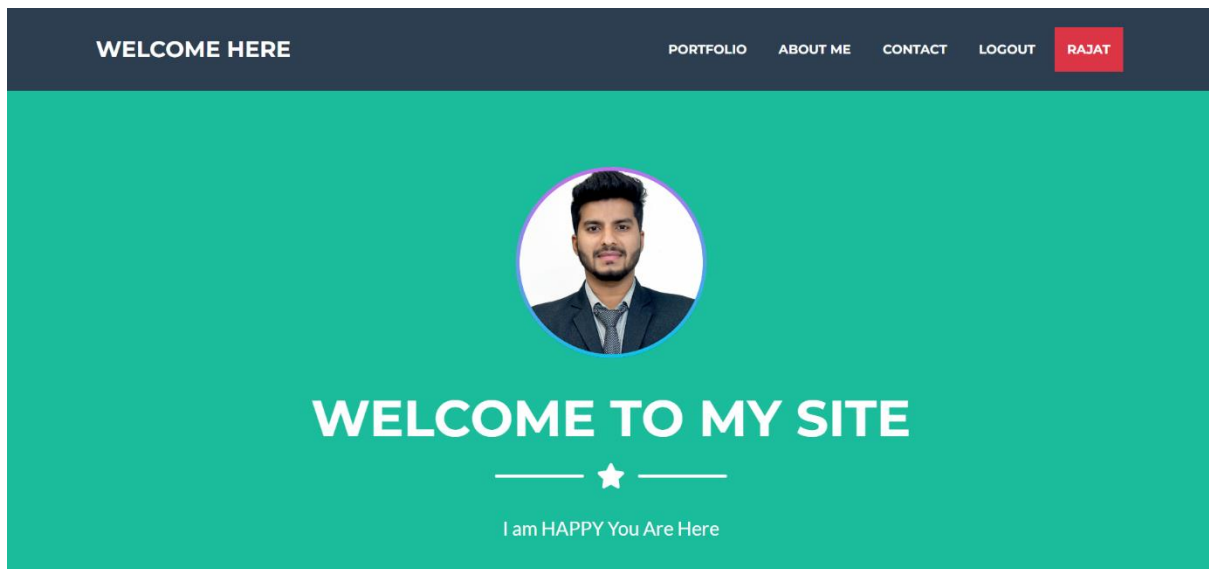 WELCOME HERE
PORTFOLIO ABOUT ME CONTACT LOGOUT RAJAT
WELCOME TO MY SITE
I am HAPPY You Are Here